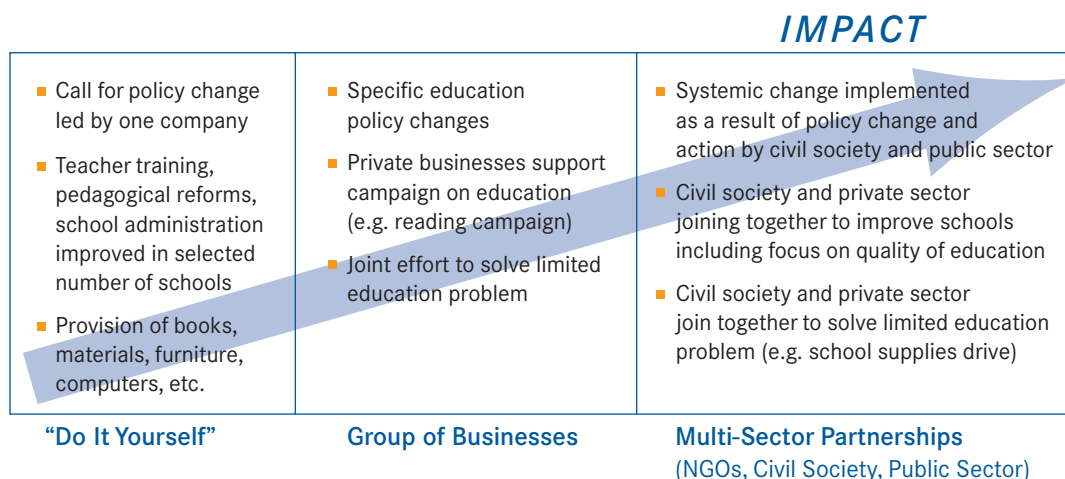 IMPACT
Call for policy change
led by one company
Teacher training,
pedagogical reforms,
school administration
improved in selected
number of schools
Provision of books,
materials, furniture,
computers, etc.
"Do It Yourself"
Specific education
policy changes
Private businesses support
campaign on education
(e.g. reading campaign)
Joint effort to solve limited
education problem
Group of Businesses
Systemic change implemented
as a result of policy change and
action by civil society and public sector
Civil society and private sector
joining together to improve schools
including focus on quality of education
Civil society and private sector
join together to solve limited education
problem (e.g. school supplies drive)
Multi-Sector Partnerships
(NGOs, Civil Society, Public Sector)